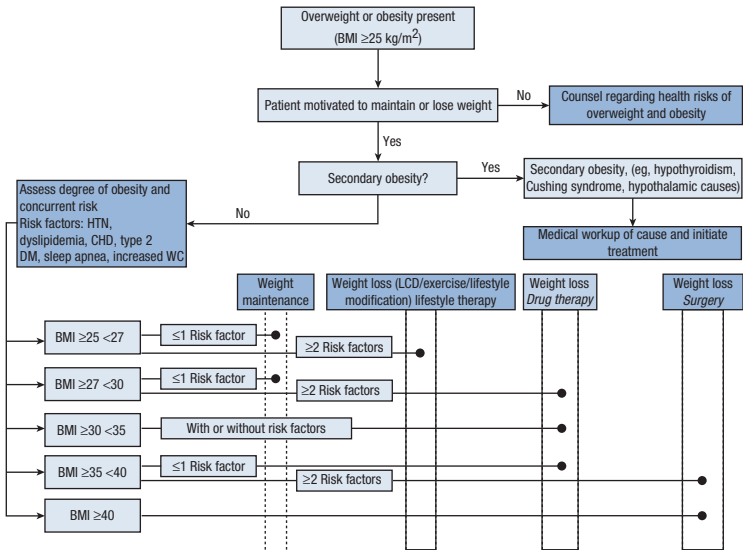 Overweight or obesity present
(BMI ≥25 kg/m²)
Patient motivated to maintain or lose weight
No
Counsel regarding health risks of
overweight and obesity
Yes
Secondary obesity?
Yes
Secondary obesity, (eg, hypothyroidism,
Cushing syndrome, hypothalamic causes)
Medical workup of cause and initiate
treatment
No
Assess degree of obesity and
concurrent risk
Risk factors: HTN,
dyslipidemia, CHD, type 2
DM, sleep apnea, increased WC
Weight
maintenance
Weight loss (LCD/exercise/lifestyle
modification) lifestyle therapy
Weight loss
Drug therapy
Weight loss
Surgery
BMI ≥25 <27
≤1 Risk factor
≥2 Risk factors
BMI ≥27 <30
≤1 Risk factor
≥2 Risk factors
BMI ≥30 <35
With or without risk factors
BMI ≥35 <40
≤1 Risk factor
≥2 Risk factors
BMI ≥40